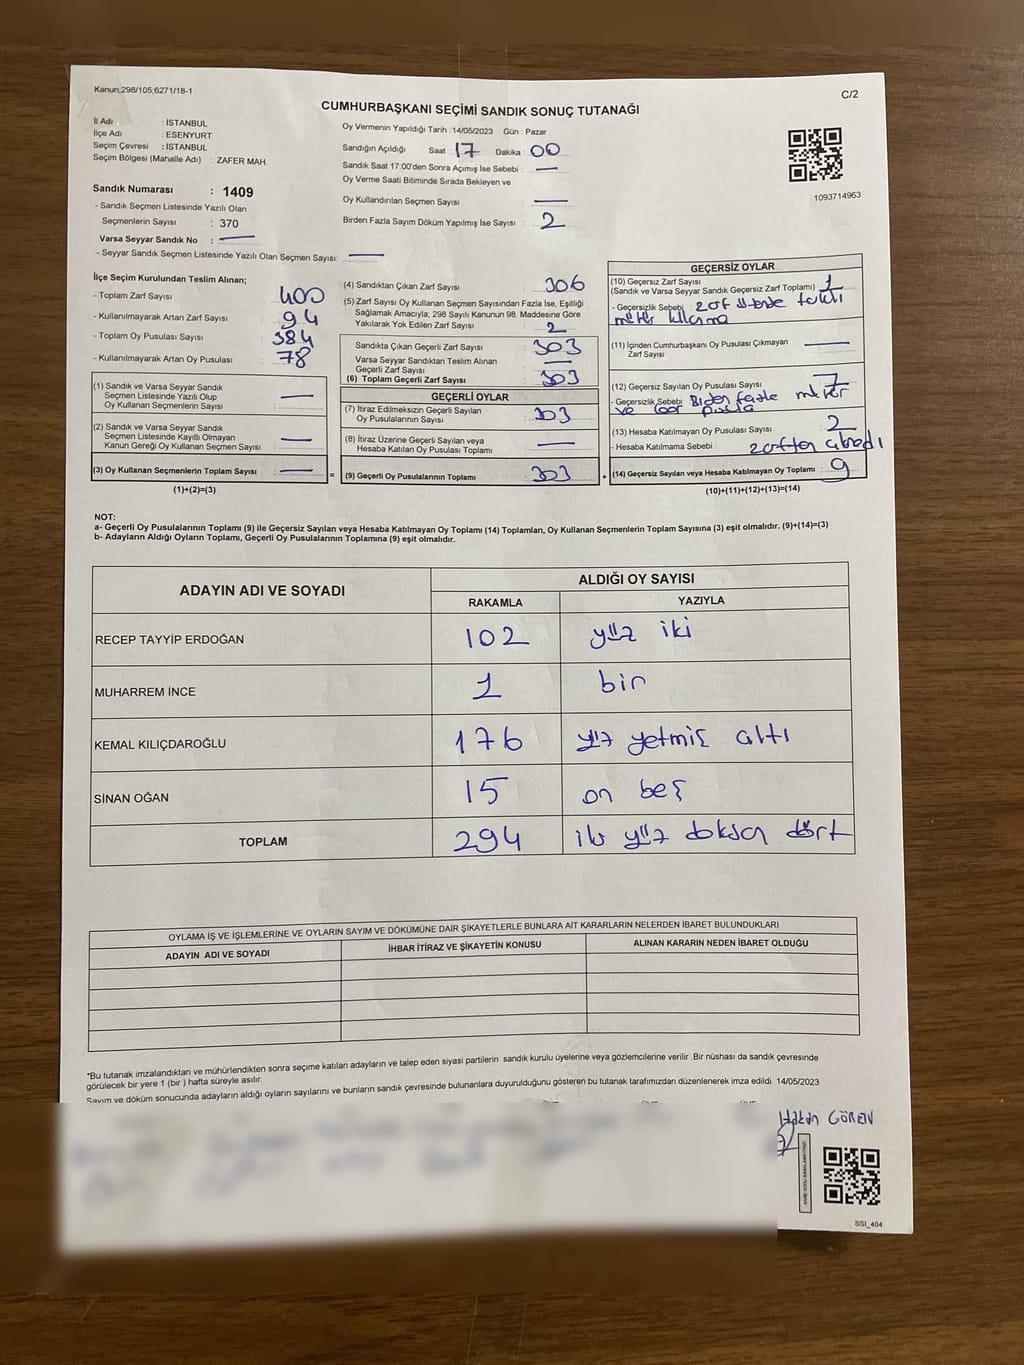 Kanun,298/105,6271/18-1
C/2
CUMHURBAŞKANI SEÇİMİ SANDIK SONUÇ TUTANAĞI
İl Adı : İSTANBUL
İlçe Adı : ESENYURT
Seçim Çevresi : İSTANBUL
Seçim Bölgesi (Mahalle Adı) : ZAFER MAH.
Sandık Numarası : 1409
- Sandık Seçmen Listesinde Yazılı Olan
Seçmenlerin Sayısı : 370
Varsa Seyyar Sandık No : —
- Seyyar Sandık Seçmen Listesinde Yazılı Olan Seçmen Sayısı: —
Oy Vermenin Yapıldığı Tarih : 14/05/2023 Gün : Pazar
Sandığın Açıldığı Saat : 17 Dakika : 00
Sandık Saat 17:00'den Sonra Açımış İse Sebebi : —
Oy Verme Saati Bitiminde Sırada Bekleyen ve
Oy Kullandırılan Seçmen Sayısı : —
Birden Fazla Sayım Döküm Yapılmış İse Sayısı : 2
1093714963
İlçe Seçim Kurulundan Teslim Alınan;
- Toplam Zarf Sayısı : 400
- Kullanılmayarak Artan Zarf Sayısı : 94
- Toplam Oy Pusulası Sayısı : 384
- Kullanılmayarak Artan Oy Pusulası : 78
(1) Sandık ve Varsa Seyyar Sandık
Seçmen Listesinde Yazılı Olup
Oy Kullanan Seçmenlerin Sayısı : —
(2) Sandık ve Varsa Seyyar Sandık
Seçmen Listesinde Kayıtlı Olmayan
Kanun Gereği Oy Kullanan Seçmen Sayısı : —
(3) Oy Kullanan Seçmenlerin Toplam Sayısı : — =
(1)+(2)=(3)
(4) Sandıktan Çıkan Zarf Sayısı : 306
(5) Zarf Sayısı Oy Kullanan Seçmen Sayısından Fazla İse, Eşitliği
Sağlamak Amacıyla, 298 Sayılı Kanunun 98. Maddesine Göre
Yakılarak Yok Edilen Zarf Sayısı : 2
Sandıkta Çıkan Geçerli Zarf Sayısı : 303
Varsa Seyyar Sandıktan Teslim Alınan
Geçerli Zarf Sayısı : —
(6) Toplam Geçerli Zarf Sayısı : 303
GEÇERLİ OYLAR
(7) İtiraz Edilmeksizin Geçerli Sayılan
Oy Pusulalarının Sayısı : 303
(8) İtiraz Üzerine Geçerli Sayılan veya
Hesaba Katılan Oy Pusulası Toplamı : —
(9) Geçerli Oy Pusulalarının Toplamı : 303 +
GEÇERSİZ OYLAR
(10) Geçersiz Zarf Sayısı
(Sandık ve Varsa Seyyar Sandık Geçersiz Zarf Toplamı) : 1
- Geçersizlik Sebebi :
(11) İçinden Cumhurbaşkanı Oy Pusulası Çıkmayan
Zarf Sayısı : —
(12) Geçersiz Sayılan Oy Pusulası Sayısı : 7
- Geçersizlik Sebebi :
(13) Hesaba Katılmayan Oy Pusulası Sayısı : 2
- Hesaba Katılmama Sebebi :
(14) Geçersiz Sayılan veya Hesaba Katılmayan Oy Toplamı : 9
(10)+(11)+(12)+(13)=(14)
NOT:
a- Geçerli Oy Pusulalarının Toplamı (9) ile Geçersiz Sayılan veya Hesaba Katılmayan Oy Toplamı (14) Toplamları, Oy Kullanan Seçmenlerin Toplam Sayısına (3) eşit olmalıdır. (9)+(14)=(3)
b- Adayların Aldığı Oyların Toplamı, Geçerli Oy Pusulalarının Toplamına (9) eşit olmalıdır.
ADAYIN ADI VE SOYADI ALDIĞI OY SAYISI
RAKAMLA YAZIYLA
RECEP TAYYİP ERDOĞAN 102 yüz iki
MUHARREM İNCE 1 bir
KEMAL KILIÇDAROĞLU 176 yüz yetmiş altı
SİNAN OĞAN 15 on beş
TOPLAM 294 iki yüz doksan dört
OYLAMA İŞ VE İŞLEMLERİNE VE OYLARIN SAYIM VE DÖKÜMÜNE DAİR ŞİKAYETLERLE BUNLARA AİT KARARLARIN NELERDEN İBARET BULUNDUKLARI
ADAYIN ADI VE SOYADI İHBAR İTİRAZ VE ŞİKAYETİN KONUSU ALINAN KARARIN NEDEN İBARET OLDUĞU
*Bu tutanak imzalandıktan ve mühürlendikten sonra seçime katılan adayların ve talep eden siyasi partilerin sandık kurulu üyelerine veya gözlemcilerine verilir .Bir nüshası da sandık çevresinde
görülecek bir yere 1 (bir ) hafta süreyle asılır.
Sayım ve döküm sonucunda adayların aldığı oyların sayılarını ve bunların sandık çevresinde bulunanlara duyurulduğunu gösteren bu tutanak tarafımızdan düzenlenerek imza edildi. 14/05/2023
Hakan GÖREN
SSI_404